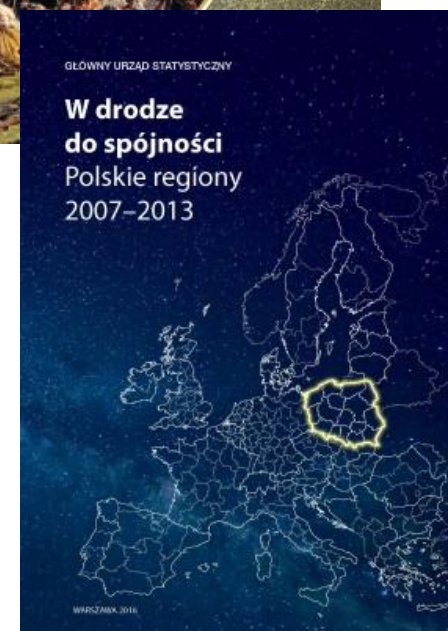 GŁÓWNY URZĄD STATYSTYCZNY
W drodze
do spójności
Polskie regiony
2007–2013
WARSZAWA 2016